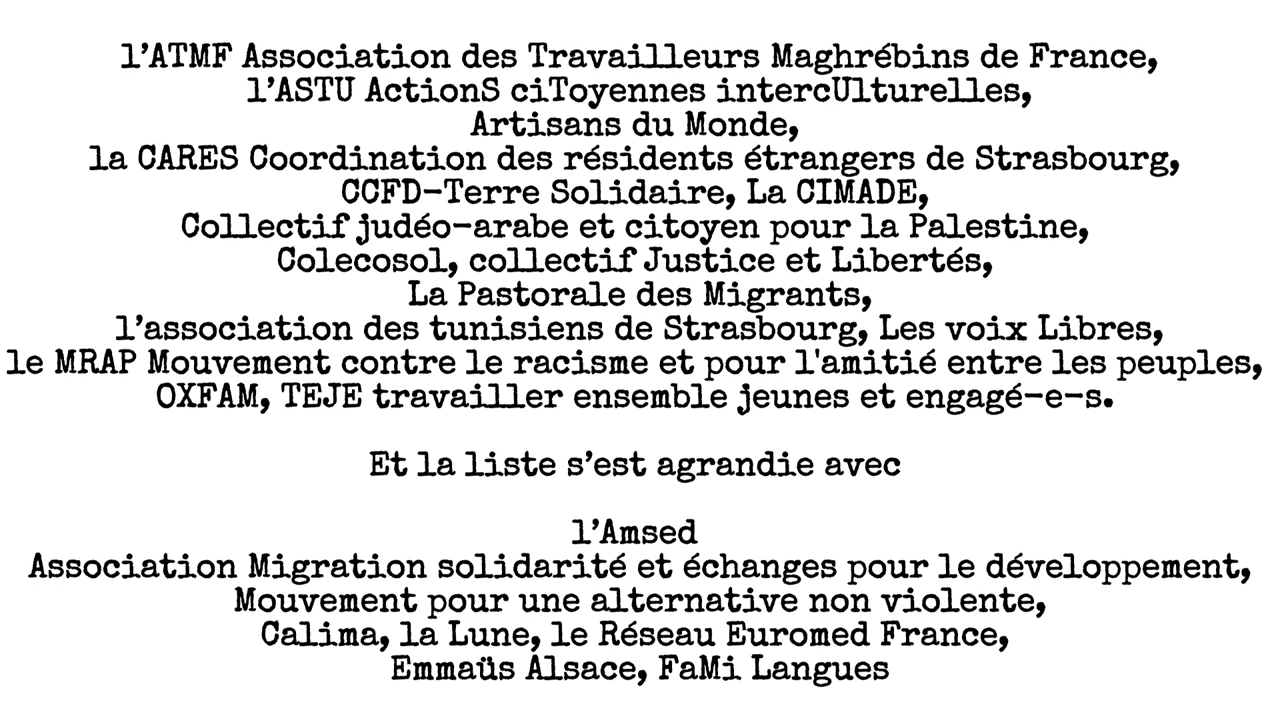 l’ATMF Association des Travailleurs Maghrébins de France,
l’ASTU ActionS ciToyennes intercUlturelles,
Artisans du Monde,
la CARES Coordination des résidents étrangers de Strasbourg,
CCFD-Terre Solidaire, La CIMADE,
Collectif judéo-arabe et citoyen pour la Palestine,
Colecosol, collectif Justice et Libertés,
La Pastorale des Migrants,
l’association des tunisiens de Strasbourg, Les voix Libres,
le MRAP Mouvement contre le racisme et pour l'amitié entre les peuples,
OXFAM, TEJE travailler ensemble jeunes et engagé-e-s.
Et la liste s’est agrandie avec
l’Amsed
Association Migration solidarité et échanges pour le développement,
Mouvement pour une alternative non violente,
Calima, la Lune, le Réseau Euromed France,
Emmaüs Alsace, FaMi Langues